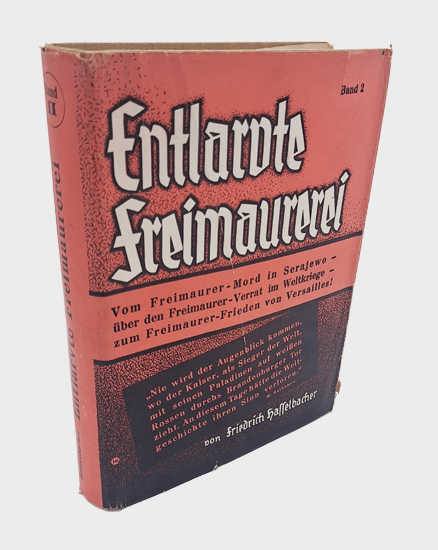 Band
II
Entlarvte Freimaurerei
Band 2
Entlarvte
Freimaurerei
Vom Freimaurer-Mord in Serajewo -
über den Freimaurer-Verrat im Weltkriege -
zum Freimaurer-Frieden von Versailles!
„Nie wird der Augenblick kommen,
wo der Kaiser, als Sieger der Welt,
mit seinen Paladinen auf weißen
Rossen durchs Brandenburger Tor
zieht. An diesem Tage hätte die Welt-
geschichte ihren Sinn verloren.“
von Friedrich Hasselbacher